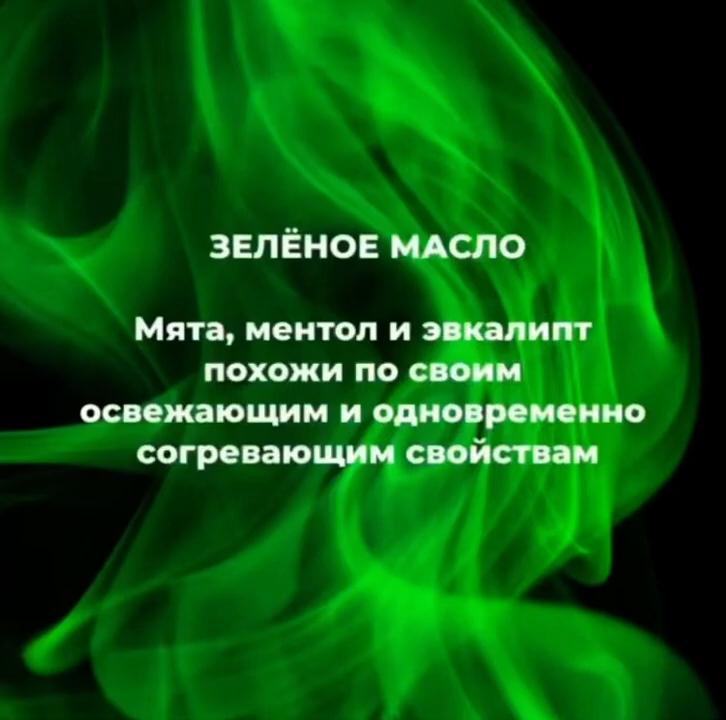 ЗЕЛЁНОЕ МАСЛО
Мята, ментол и эвкалипт
похожи по своим
освежающим и одновременно
согревающим свойствам